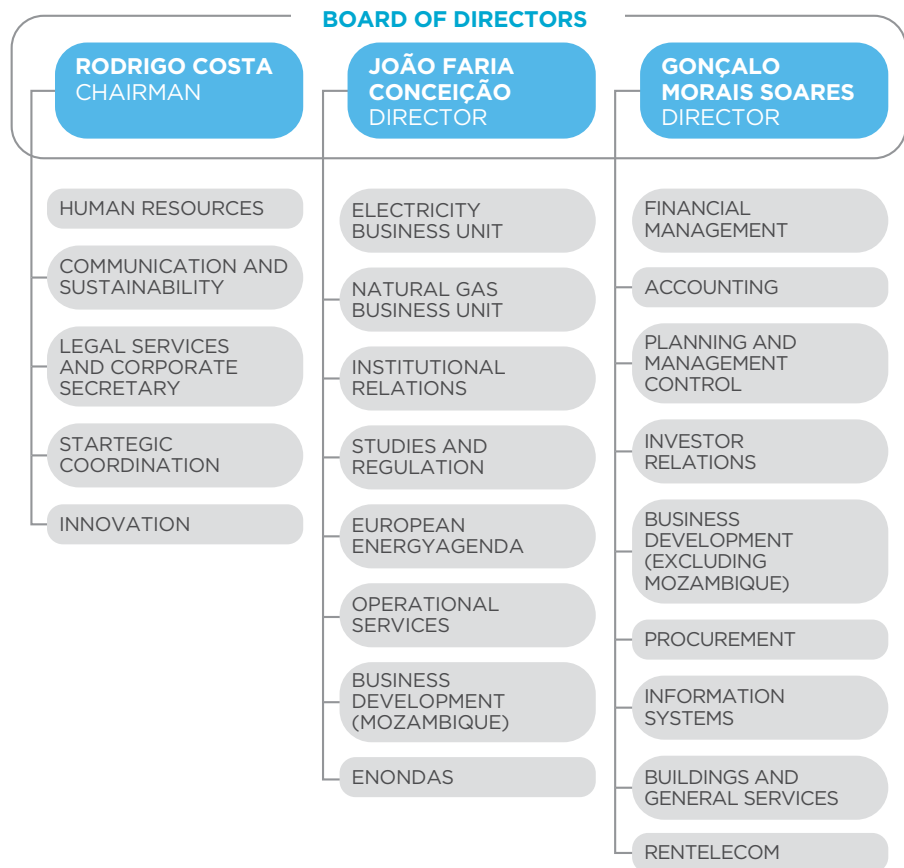 BOARD OF DIRECTORS
RODRIGO COSTA
CHAIRMAN
HUMAN RESOURCES
COMMUNICATION AND
SUSTAINABILITY
LEGAL SERVICES
AND CORPORATE
SECRETARY
STARTEGIC
COORDINATION
INNOVATION
JOÃO FARIA
CONCEIÇÃO
DIRECTOR
ELECTRICITY
BUSINESS UNIT
NATURAL GAS
BUSINESS UNIT
INSTITUTIONAL
RELATIONS
STUDIES AND
REGULATION
EUROPEAN
ENERGYAGENDA
OPERATIONAL
SERVICES
BUSINESS
DEVELOPMENT
(MOZAMBIQUE)
ENONDAS
GONÇALO
MORAIS SOARES
DIRECTOR
FINANCIAL
MANAGEMENT
ACCOUNTING
PLANNING AND
MANAGEMENT
CONTROL
INVESTOR
RELATIONS
BUSINESS
DEVELOPMENT
(EXCLUDING
MOZAMBIQUE)
PROCUREMENT
INFORMATION
SYSTEMS
BUILDINGS AND
GENERAL SERVICES
RENTELECOM